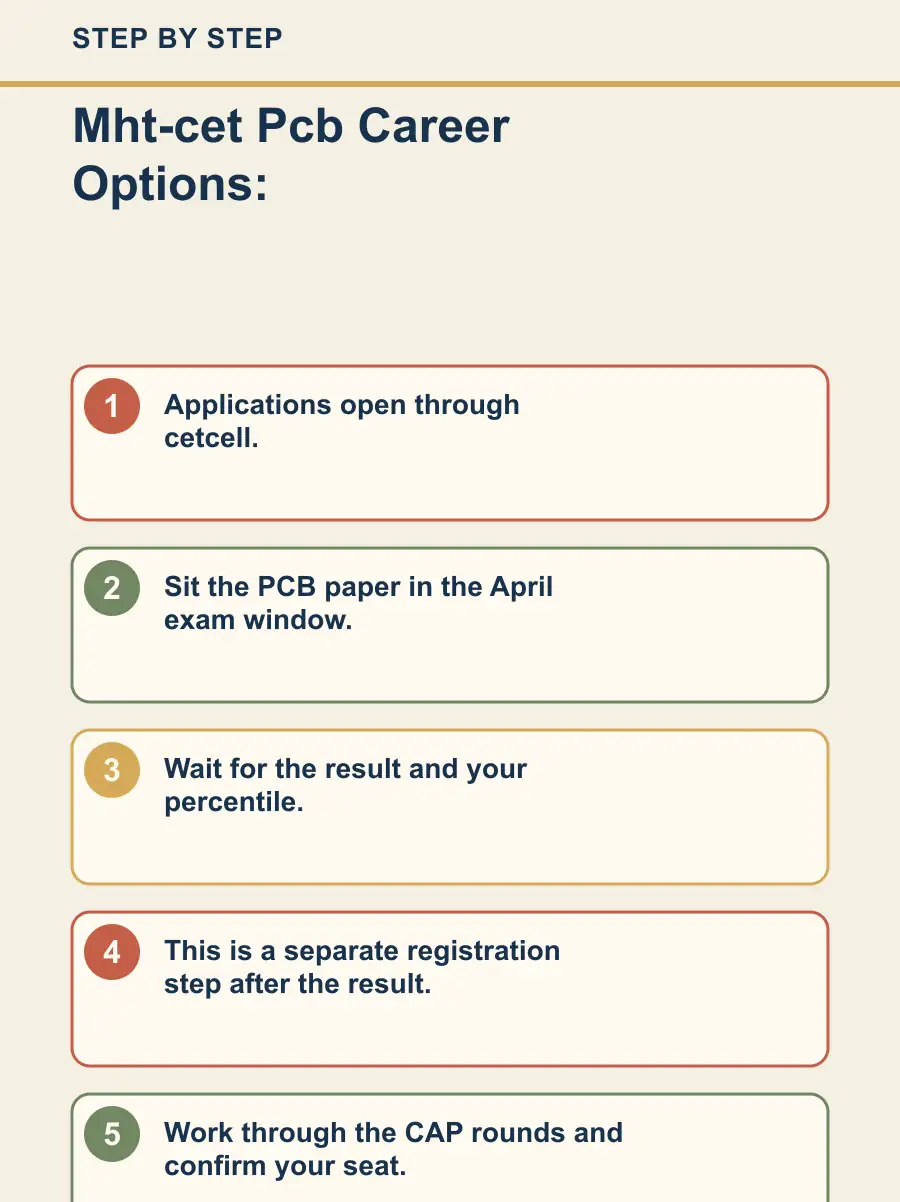 STEP BY STEP
Mht-cet Pcb Career
Options:
1
Applications open through
cetcell.
2
Sit the PCB paper in the April
exam window.
3
Wait for the result and your
percentile.
4
This is a separate registration
step after the result.
5
Work through the CAP rounds and
confirm your seat.